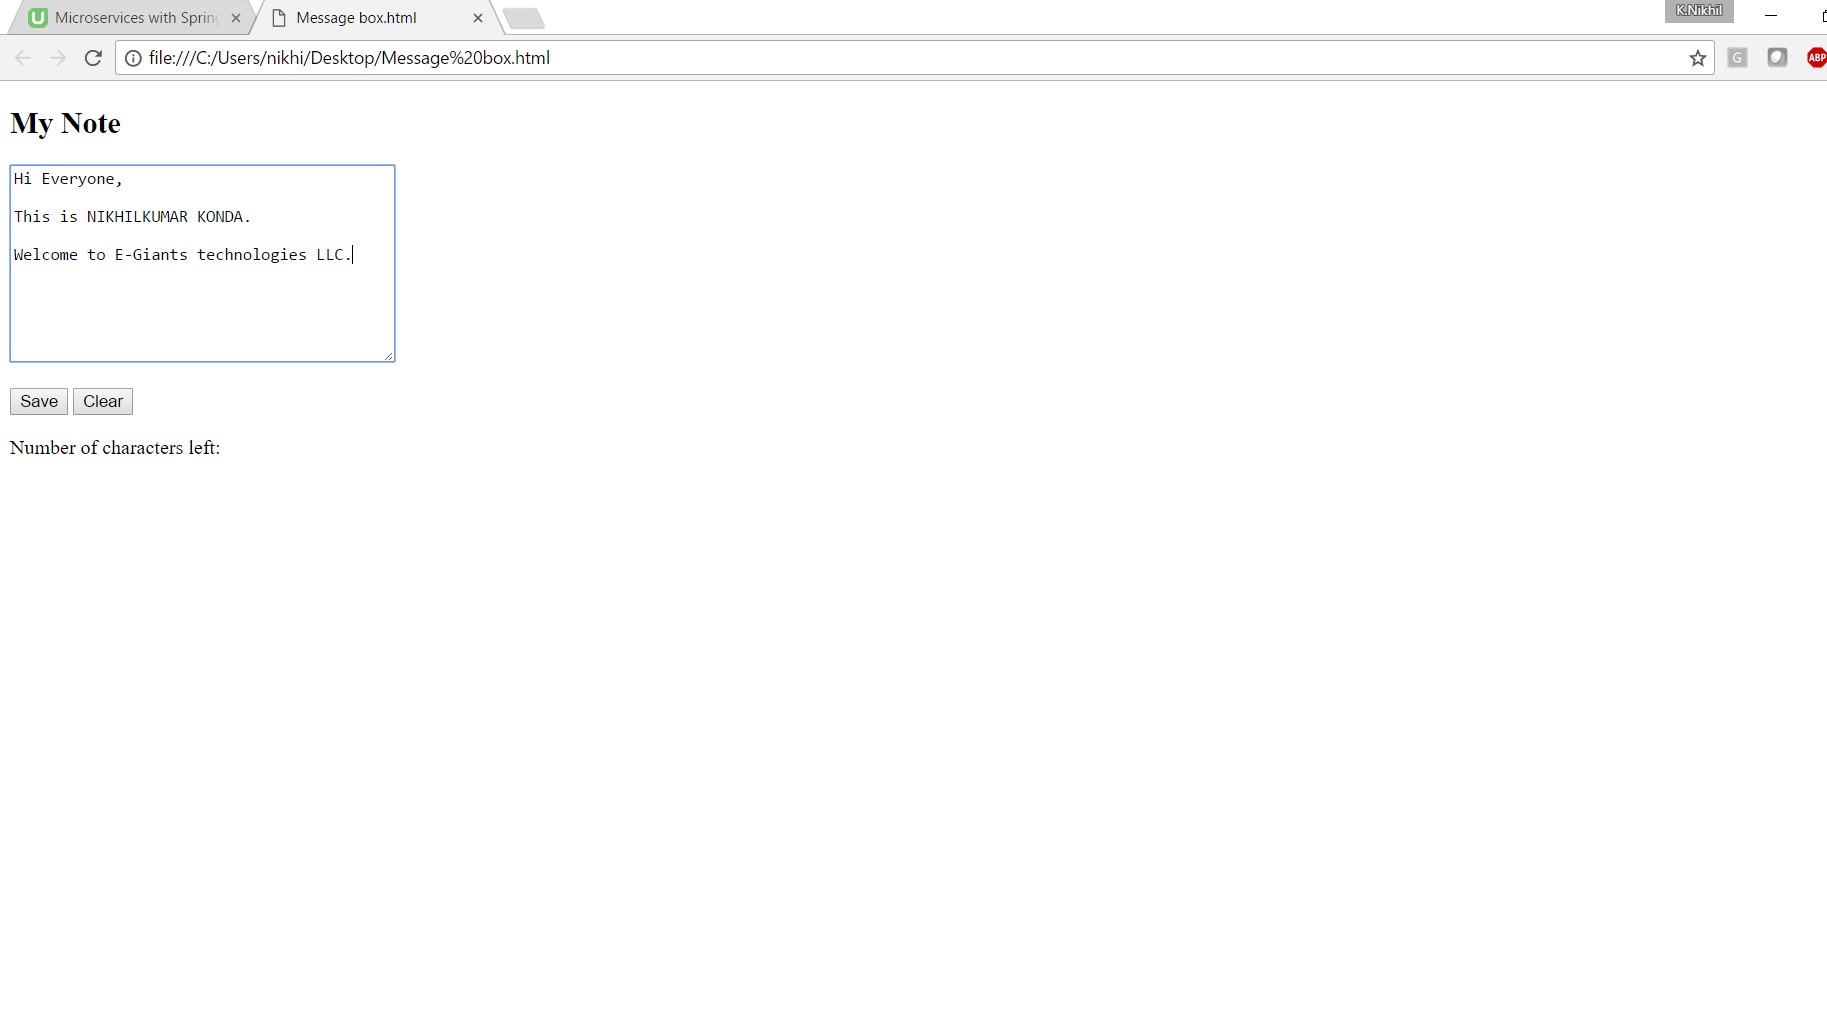 Microservices with Spring
Message box.html
K.Nikhil
file:///C:/Users/nikhi/Desktop/Message%20box.html
G
ABP
My Note
Hi Everyone,
This is NIKHILKUMAR KONDA.
Welcome to E-Giants technologies LLC.
Save Clear
Number of characters left: